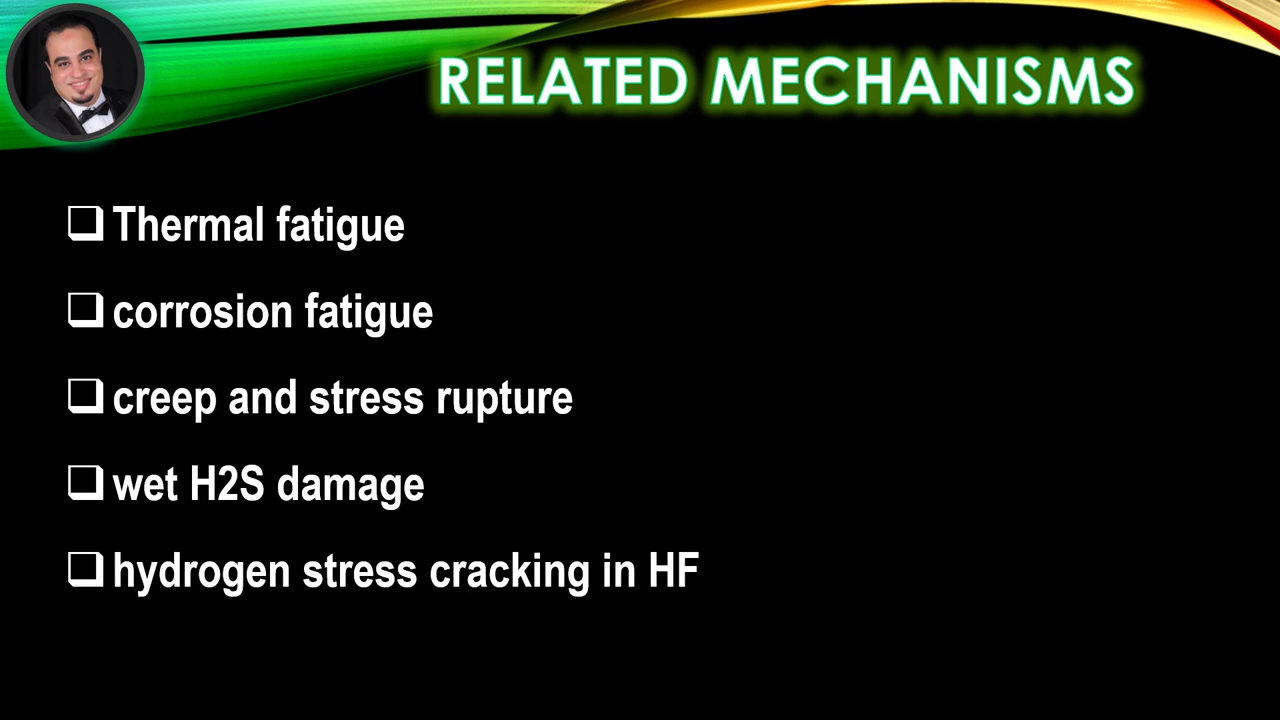 RELATED MECHANISMS
Thermal fatigue
corrosion fatigue
creep and stress rupture
wet H2S damage
hydrogen stress cracking in HF